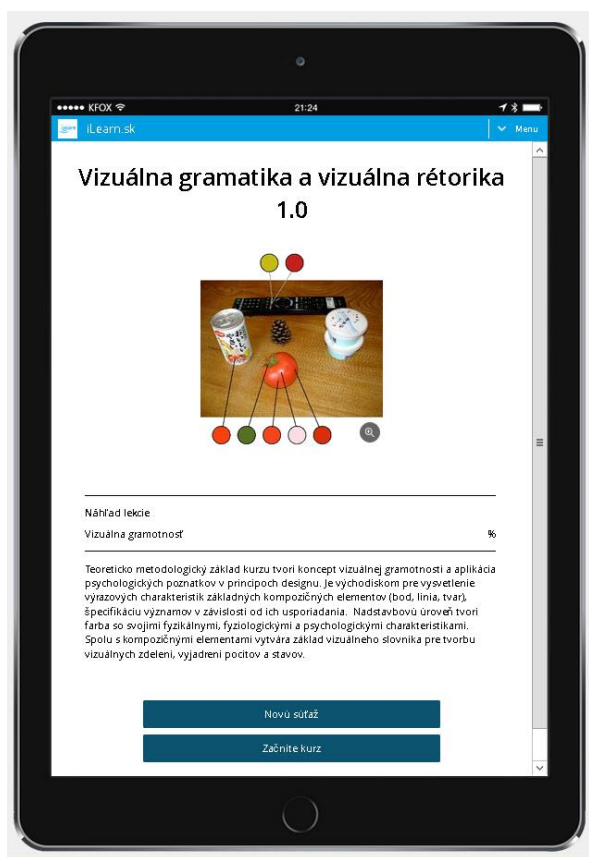 KFOX 21:24
iLearn.sk Menu
Vizuálna gramatika a vizuálna rétorika
1.0
Náhľad lekcie
Vizuálna gramotnosť %
Teoreticko metodologický základ kurzu tvorí koncept vizuálnej gramotnosti a aplikácia
psychologických poznatkov v princípoch designu. Je východiskom pre vysvetlenie
výrazových charakteristík základných kompozičných elementov (bod, línia, tvar),
špecifikáciu významov v závislosti od ich usporiadania. Nadstavbovú úroveň tvorí
farba so svojimi fyzikálnymi, fyziologickými a psychologickými charakteristikami.
Spolu s kompozičnými elementami vytvára základ vizuálneho slovníka pre tvorbu
vizuálnych zdelení, vyjadrení pocitov a stavov.
Novú súťaž
Začnite kurz